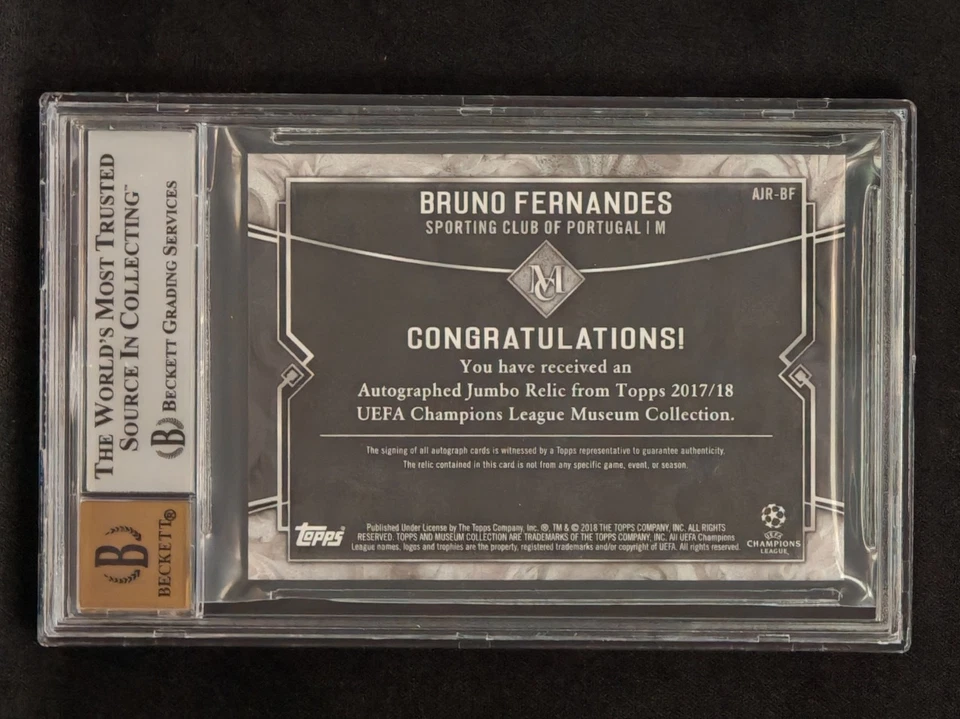 THE WORLD'S MOST TRUSTED
SOURCE IN COLLECTING™
B BECKETT GRADING SERVICES
B
BECKETT®
BRUNO FERNANDES
AJR-BF
SPORTING CLUB OF PORTUGAL | M
MC
CONGRATULATIONS!
You have received an
Autographed Jumbo Relic from Topps 2017/18
UEFA Champions League Museum Collection.
The signing of all autograph cards is witnessed by a Topps representative to guarantee authenticity.
The relic contained in this card is not from any specific game, event, or season.
Topps®
Published Under License by The Topps Company, Inc. ®, TM & © 2018 THE TOPPS COMPANY, INC. ALL RIGHTS
RESERVED. TOPPS AND MUSEUM COLLECTION ARE TRADEMARKS OF THE TOPPS COMPANY, INC. All UEFA Champions
League names, logos and trophies are the property, registered trademarks and/or copyright of UEFA. All rights reserved.
UEFA
CHAMPIONS
LEAGUE